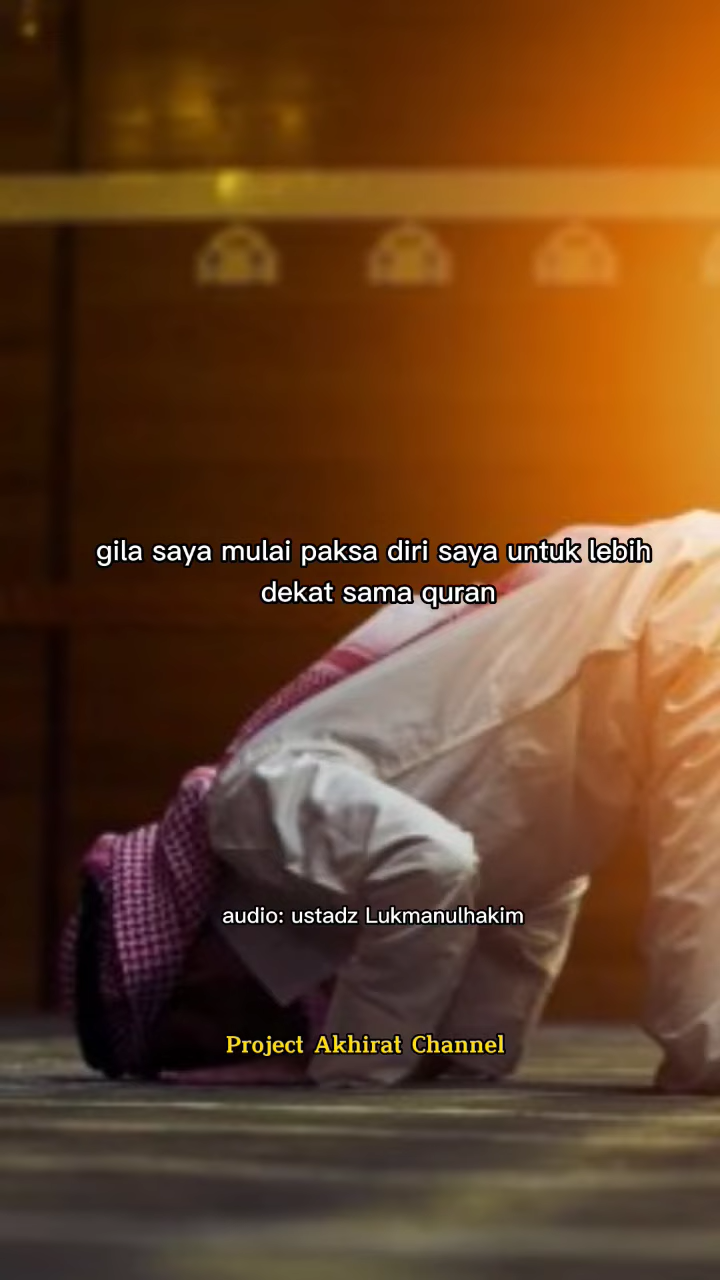 gila saya mulai paksa diri saya untuk lebih
dekat sama quran
audio: ustadz Lukmanulhakim
Project Akhirat Channel